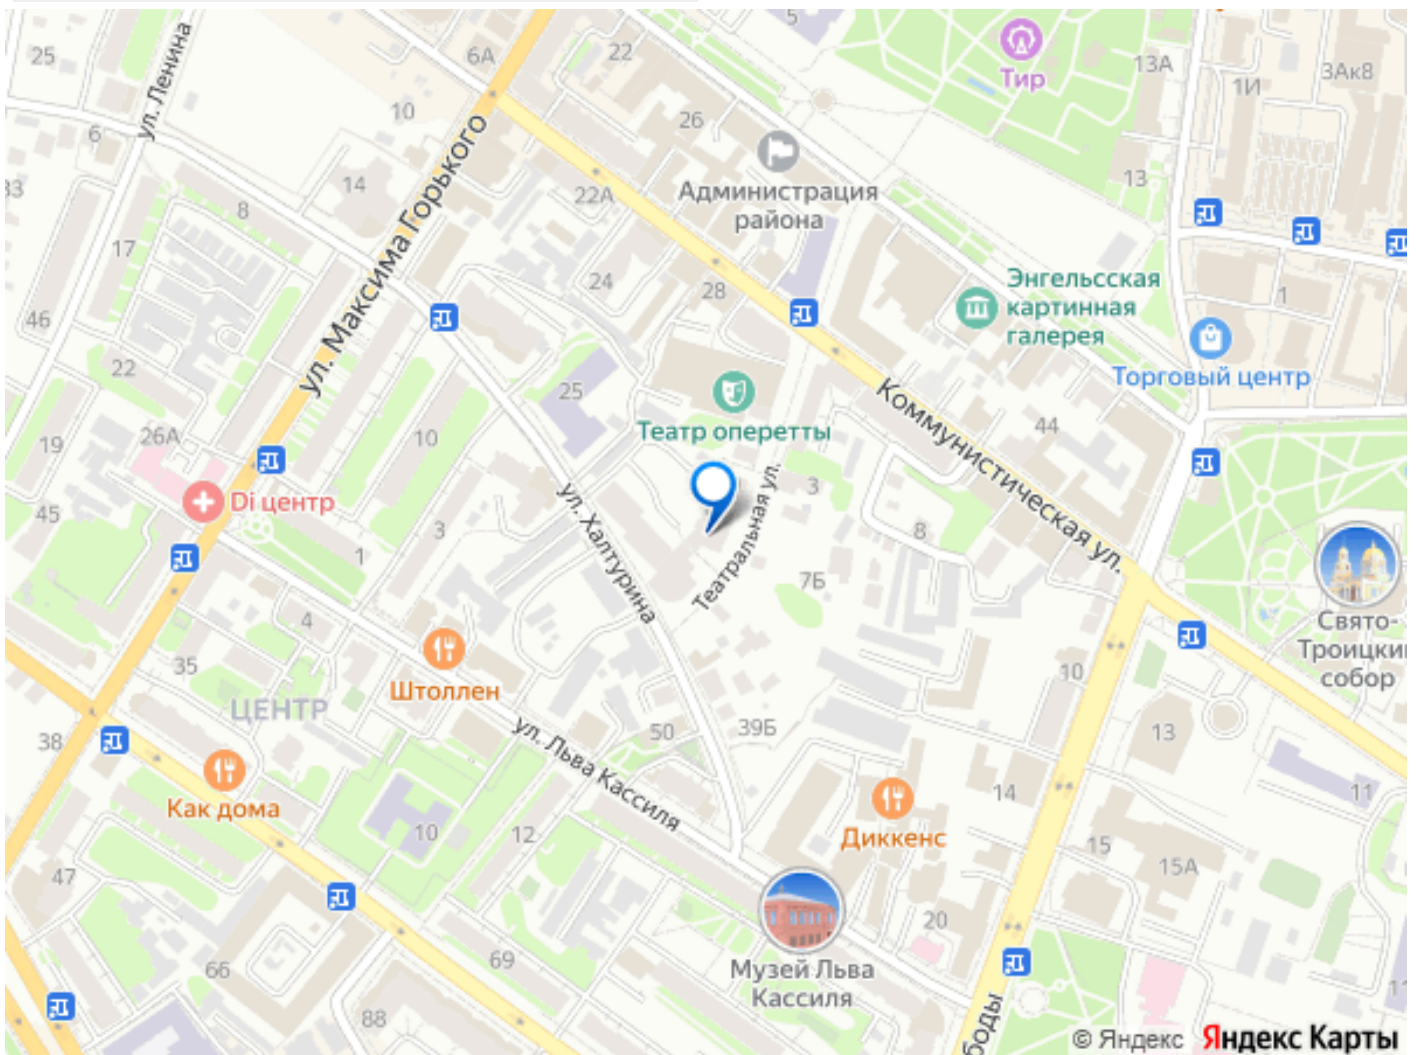 5
25
ул. Ленина
6А
22
Тир
13А
1И
3Ак8
10
26
6
Администрация
района
14
22А
13
8
ул. Максима Горького
17
24
28
Энгельсская
картинная
галерея
1
46
22
Торговый центр
25
Театр оперетты
Коммунистическая ул.
44
19
26А
10
Di центр
45
3
ул. Халтурина
Театральная ул.
3
8
1
7Б
4
Свято-
Троицкий
собор
35
Штоллен
10
ЦЕНТР
38
50
39Б
13
ул. Льва Кассиля
Как дома
14
11
10
12
Диккенс
15
15А
47
20
66
69
Музей Льва
Кассиля
88
боды
© Яндекс Яндекс Карты